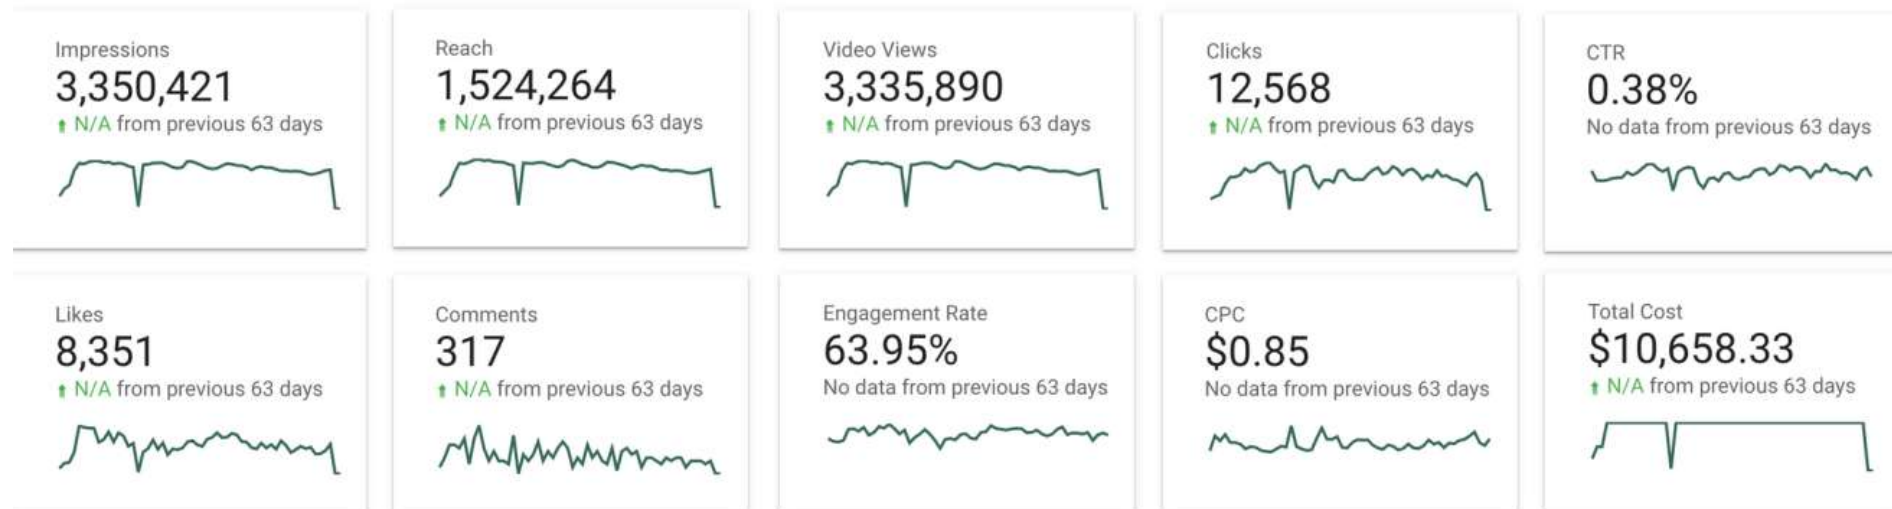 Impressions
3,350,421
N/A from previous 63 days
Reach
1,524,264
N/A from previous 63 days
Video Views
3,335,890
N/A from previous 63 days
Clicks
12,568
N/A from previous 63 days
CTR
0.38%
No data from previous 63 days
Likes
8,351
N/A from previous 63 days
Comments
317
N/A from previous 63 days
Engagement Rate
63.95%
No data from previous 63 days
CPC
$0.85
No data from previous 63 days
Total Cost
$10,658.33
N/A from previous 63 days